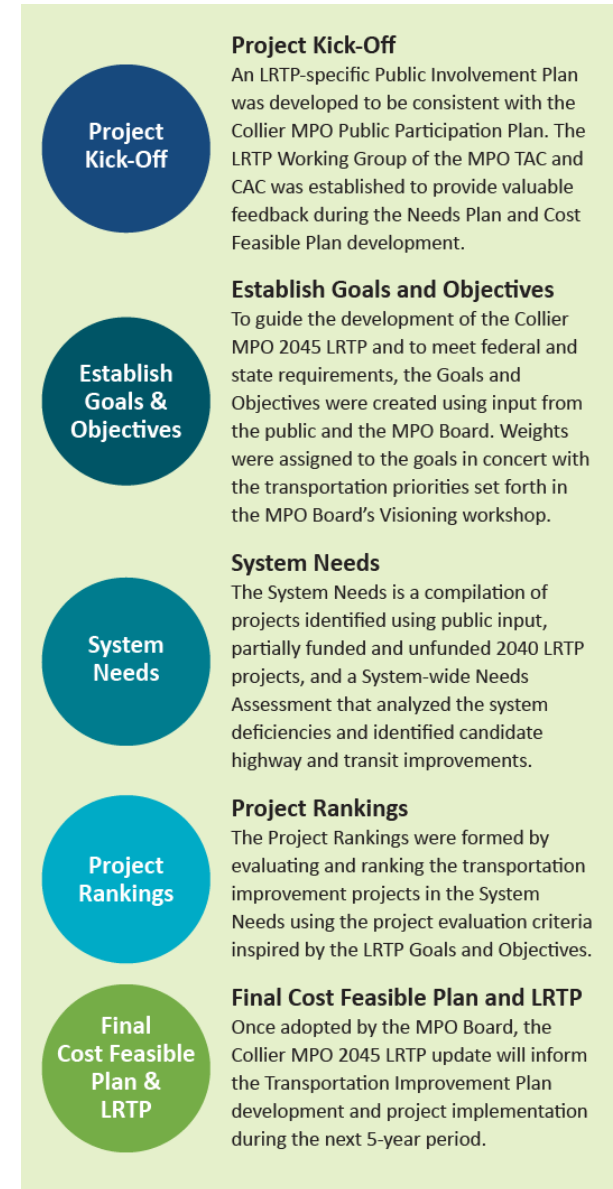 Project
Kick-Off
Project Kick-Off
An LRTP-specific Public Involvement Plan
was developed to be consistent with the
Collier MPO Public Participation Plan. The
LRTP Working Group of the MPO TAC and
CAC was established to provide valuable
feedback during the Needs Plan and Cost
Feasible Plan development.
Establish
Goals &
Objectives
Establish Goals and Objectives
To guide the development of the Collier
MPO 2045 LRTP and to meet federal and
state requirements, the Goals and
Objectives were created using input from
the public and the MPO Board. Weights
were assigned to the goals in concert with
the transportation priorities set forth in
the MPO Board’s Visioning workshop.
System
Needs
System Needs
The System Needs is a compilation of
projects identified using public input,
partially funded and unfunded 2040 LRTP
projects, and a System-wide Needs
Assessment that analyzed the system
deficiencies and identified candidate
highway and transit improvements.
Project
Rankings
Project Rankings
The Project Rankings were formed by
evaluating and ranking the transportation
improvement projects in the System
Needs using the project evaluation criteria
inspired by the LRTP Goals and Objectives.
Final
Cost Feasible
Plan &
LRTP
Final Cost Feasible Plan and LRTP
Once adopted by the MPO Board, the
Collier MPO 2045 LRTP update will inform
the Transportation Improvement Plan
development and project implementation
during the next 5-year period.